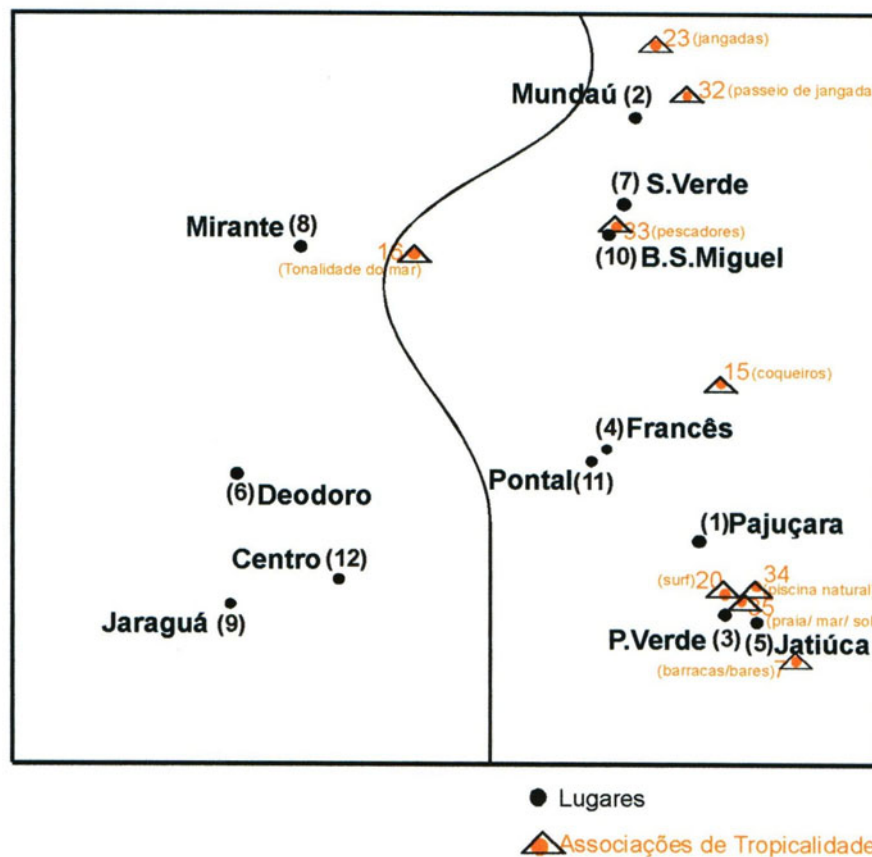 23 (jangadas)
Mundaú (2)
32 (passeio de jangada
(7) S.Verde
Mirante (8)
33 (pescadores)
16
(10) B.S.Miguel
(Tonalidade do mar)
15 (coqueiros)
(4) Francês
Pontal (11)
(6) Deodoro
(1) Pajuçara
Centro (12)
(surf) 20
34
(piscina natural)
35
Jaraguá (9)
(praia/ mar/ sol
P.Verde (3)
(5) Jatiúca
(barracas/bares) 7
Lugares
Associações de Tropicalidade